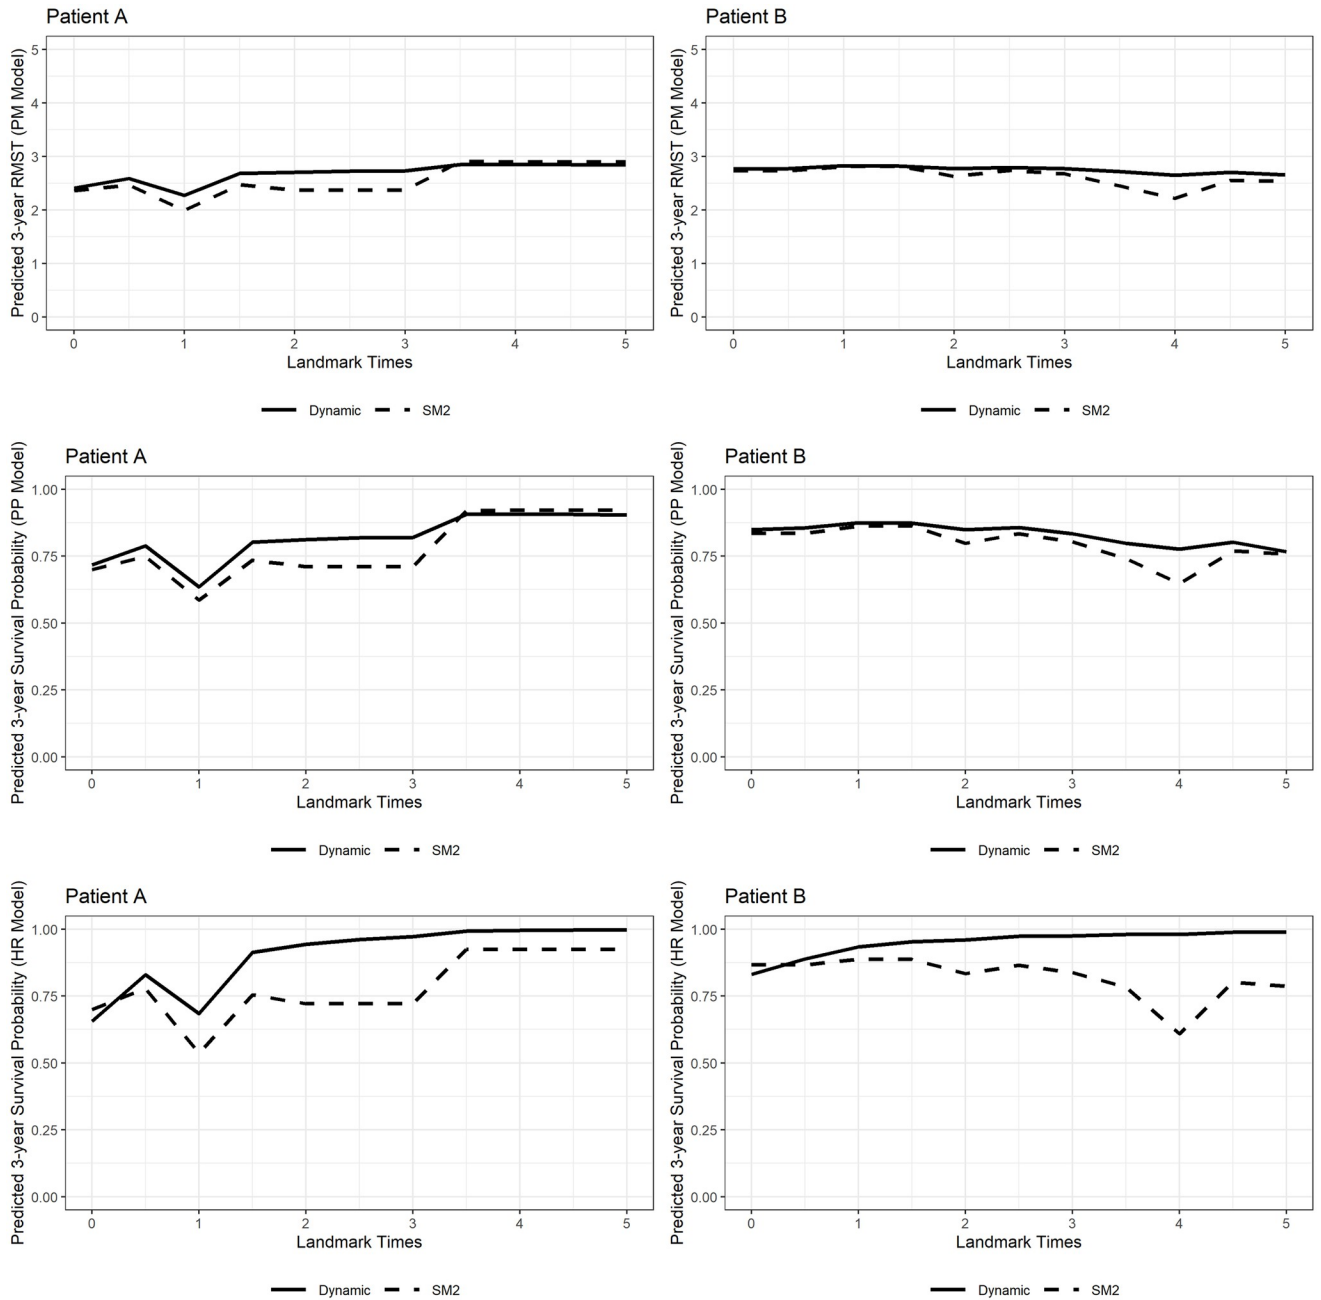 Patient A
Predicted 3-year RMST (PM Model)
5
4
3
2
1
0
0 1 2 3 4 5
Landmark Times
Dynamic SM2
Patient B
Predicted 3-year RMST (PM Model)
5
4
3
2
1
0
0 1 2 3 4 5
Landmark Times
Dynamic SM2
Patient A
Predicted 3-year Survival Probability (PP Model)
1.00
0.75
0.50
0.25
0.00
0 1 2 3 4 5
Landmark Times
Dynamic SM2
Patient B
Predicted 3-year Survival Probability (PP Model)
1.00
0.75
0.50
0.25
0.00
0 1 2 3 4 5
Landmark Times
Dynamic SM2
Patient A
Predicted 3-year Survival Probability (HR Model)
1.00
0.75
0.50
0.25
0.00
0 1 2 3 4 5
Landmark Times
Dynamic SM2
Patient B
Predicted 3-year Survival Probability (HR Model)
1.00
0.75
0.50
0.25
0.00
0 1 2 3 4 5
Landmark Times
Dynamic SM2